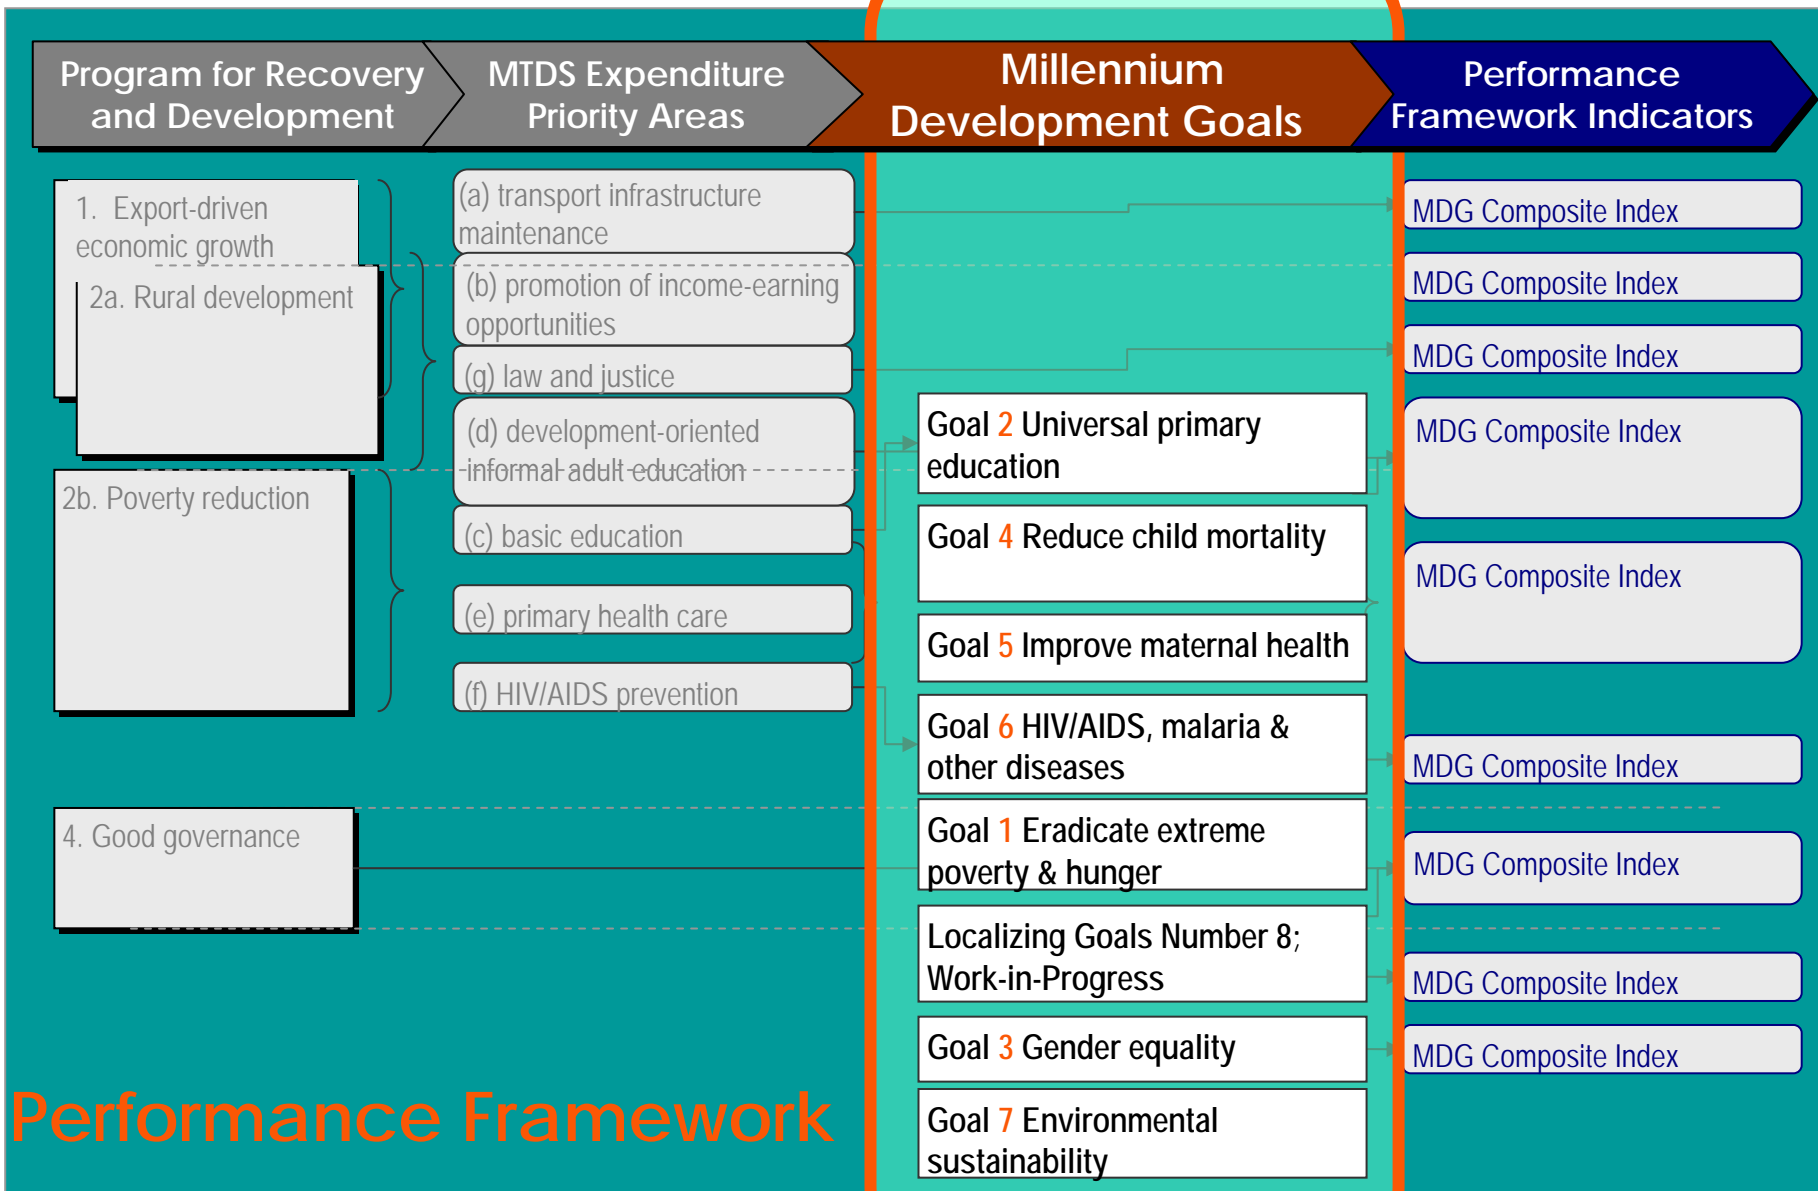 Program for Recovery
and Development
MTDS Expenditure
Priority Areas
Millennium
Development Goals
Performance
Framework Indicators
1. Export-driven
economic growth
2a. Rural development
2b. Poverty reduction
4. Good governance
(a) transport infrastructure
maintenance
(b) promotion of income-earning
opportunities
(g) law and justice
(d) development-oriented
informal adult education
(c) basic education
(e) primary health care
(f) HIV/AIDS prevention
Goal 2 Universal primary
education
Goal 4 Reduce child mortality
Goal 5 Improve maternal health
Goal 6 HIV/AIDS, malaria &
other diseases
Goal 1 Eradicate extreme
poverty & hunger
Localizing Goals Number 8;
Work-in-Progress
Goal 3 Gender equality
Goal 7 Environmental
sustainability
MDG Composite Index
MDG Composite Index
MDG Composite Index
MDG Composite Index
MDG Composite Index
MDG Composite Index
MDG Composite Index
MDG Composite Index
MDG Composite Index
Performance Framework